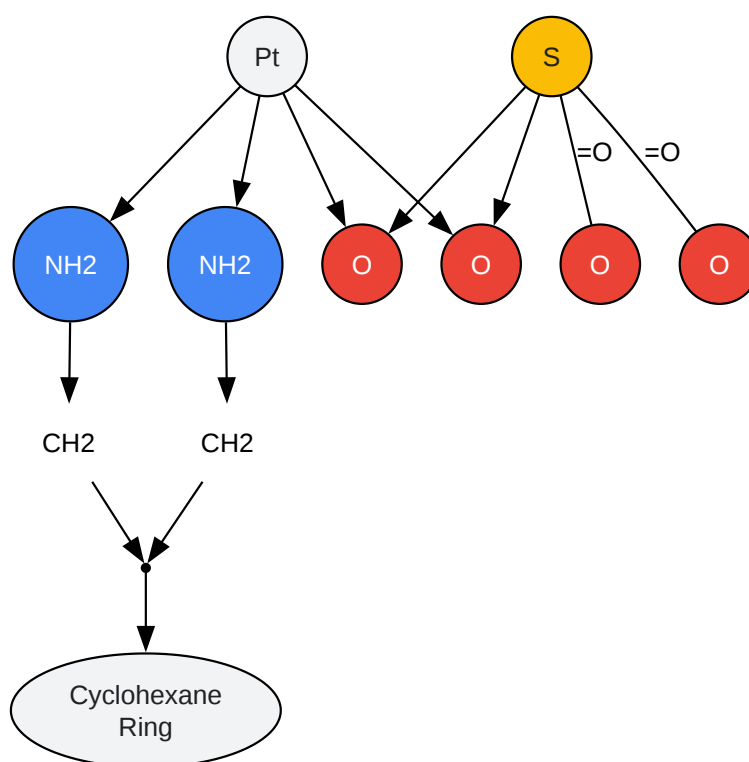 Pt
S
=O
=O
NH2
NH2
O
O
O
O
CH2
CH2
Cyclohexane
Ring